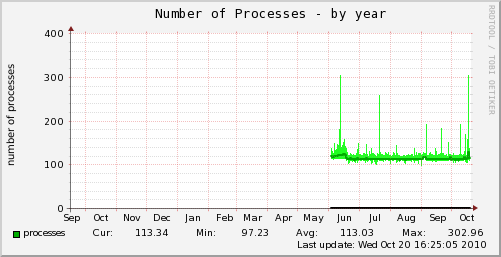 Number of Processes - by year
RRDTOOL / TOBI OETIKER
number of processes
400
300
200
100
0
Sep Oct Nov Dec Jan Feb Mar Apr May Jun Jul Aug Sep Oct
processes Cur: 113.34 Min: 97.23 Avg: 113.03 Max: 302.96
Last update: Wed Oct 20 16:25:05 2010